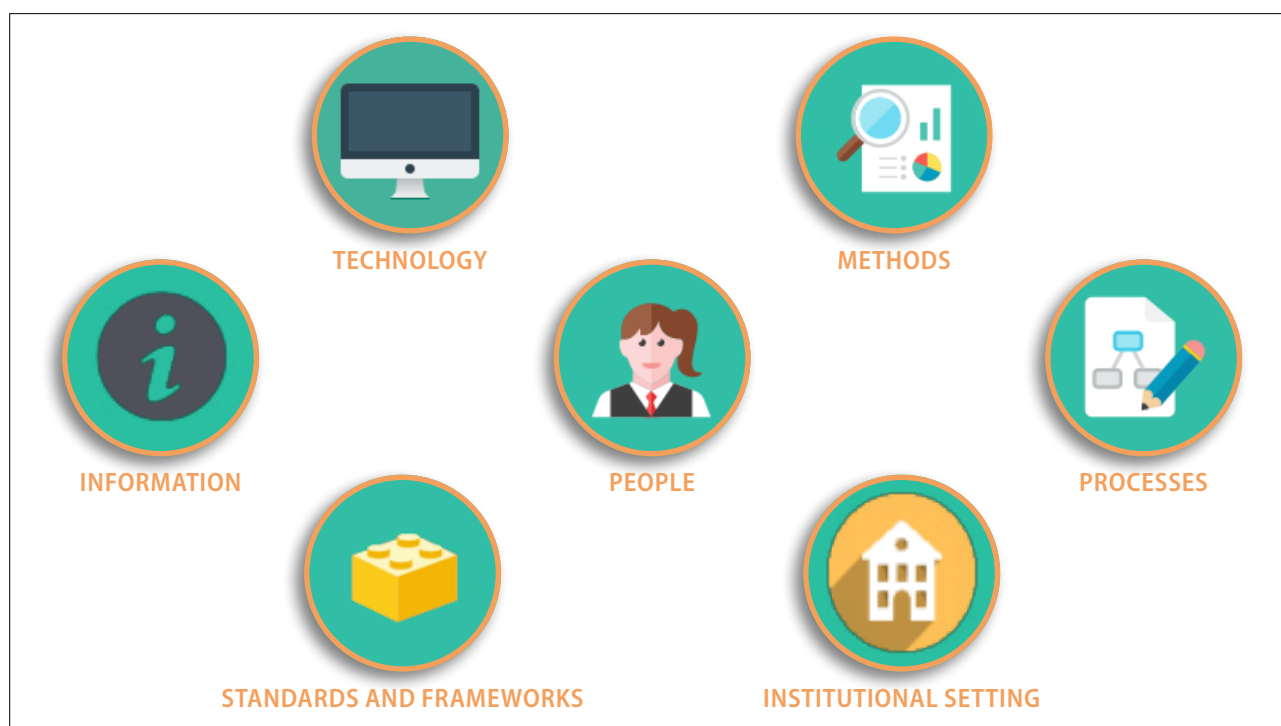 TECHNOLOGY
METHODS
INFORMATION
PEOPLE
PROCESSES
STANDARDS AND FRAMEWORKS
INSTITUTIONAL SETTING